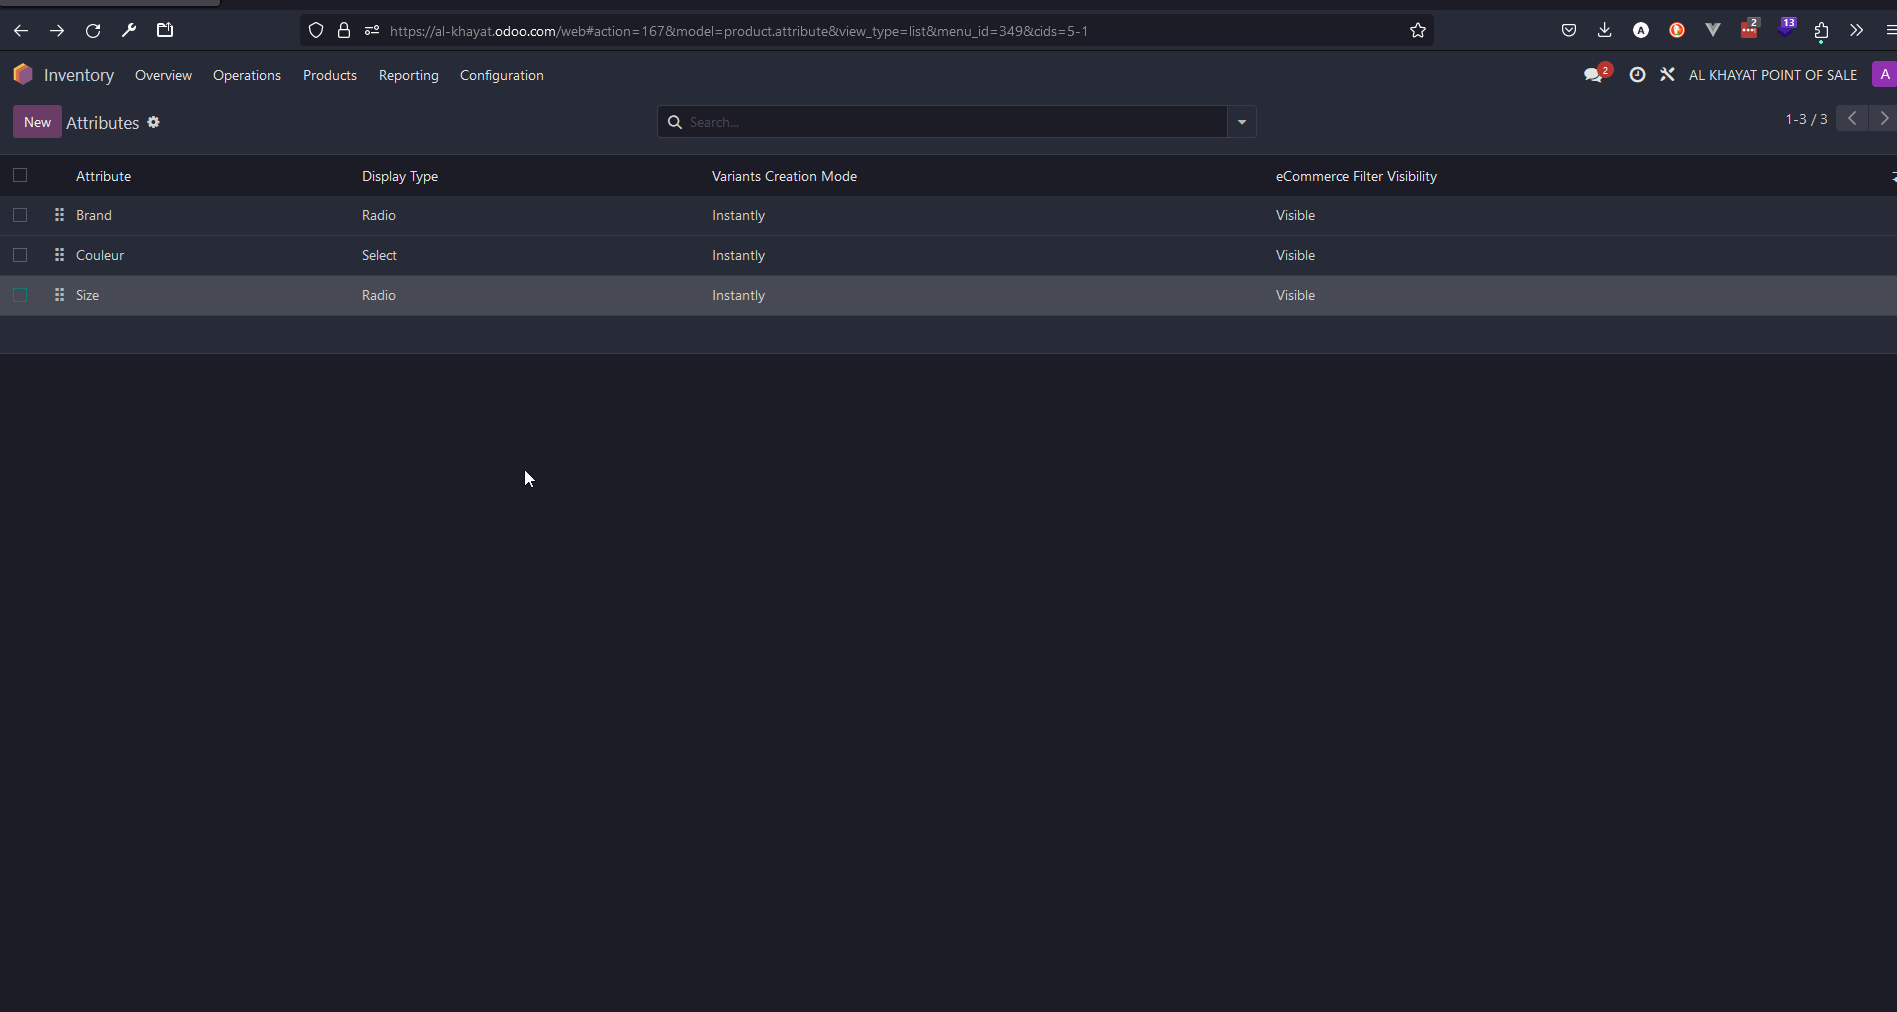 https://al-khayat.odoo.com/web#action=167&model=product.attribute&view_type=list&menu_id=349&cids=5-1
A
2
13
Inventory Overview Operations Products Reporting Configuration
2
AL KHAYAT POINT OF SALE
A
New Attributes
Search...
1-3 / 3
Attribute Display Type Variants Creation Mode eCommerce Filter Visibility
Brand Radio Instantly Visible
Couleur Select Instantly Visible
Size Radio Instantly Visible